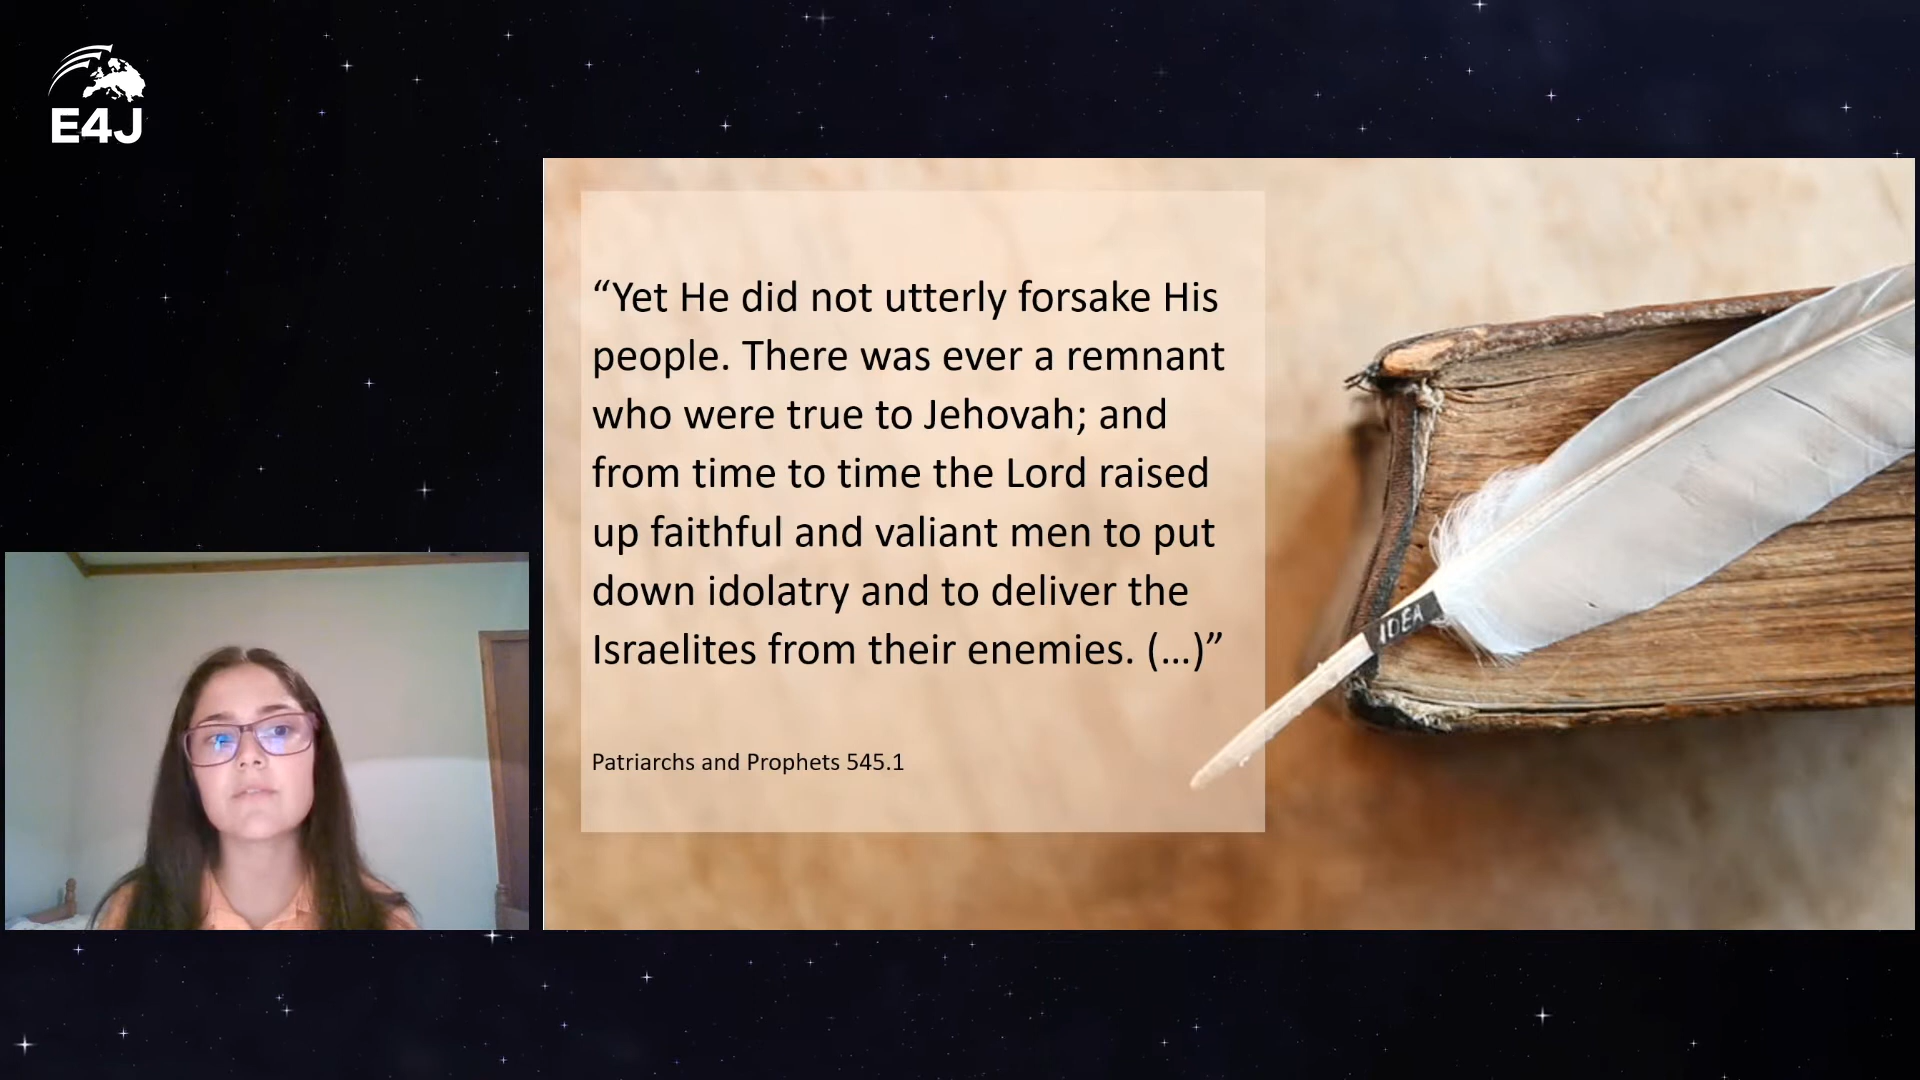 E4J
“Yet He did not utterly forsake His
people. There was ever a remnant
who were true to Jehovah; and
from time to time the Lord raised
up faithful and valiant men to put
down idolatry and to deliver the
Israelites from their enemies. (...)”
IDEA
Patriarchs and Prophets 545.1